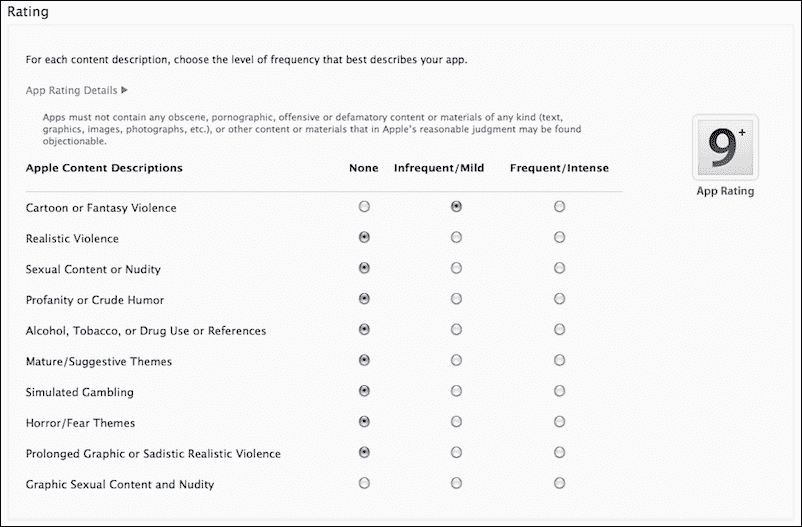 Rating
For each content description, choose the level of frequency that best describes your app.
App Rating Details ▶
Apps must not contain any obscene, pornographic, offensive or defamatory content or materials of any kind (text,
graphics, images, photographs, etc.), or other content or materials that in Apple's reasonable judgment may be found
objectionable.
Apple Content Descriptions None Infrequent/Mild Frequent/Intense
9+
App Rating
Cartoon or Fantasy Violence
Realistic Violence
Sexual Content or Nudity
Profanity or Crude Humor
Alcohol, Tobacco, or Drug Use or References
Mature/Suggestive Themes
Simulated Gambling
Horror/Fear Themes
Prolonged Graphic or Sadistic Realistic Violence
Graphic Sexual Content and Nudity